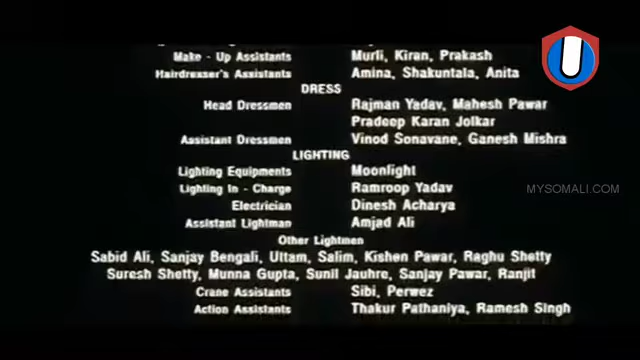 Make - Up Assistants Murli, Kiran, Prakash
Hairdresser's Assistants Amina, Shakuntala, Anita
DRESS
Head Dressmen Rajman Yadav, Mahesh Pawar
Pradeep Karan Jolkar
Assistant Dressmen Vinod Sonavane, Ganesh Mishra
LIGHTING
Lighting Equipments Moonlight
Lighting In - Charge Ramroop Yadav
Electrician Dinesh Acharya
Assistant Lightman Amjad Ali
Other Lightmen
Sabid Ali, Sanjay Bengali, Uttam, Salim, Kishen Pawar, Raghu Shetty
Suresh Shetty, Munna Gupta, Sunil Jauhre, Sanjay Pawar, Ranjit
Crane Assistants Sibi, Perwez
Action Assistants Thakur Pathaniya, Ramesh Singh
U
MYSOMALI.COM